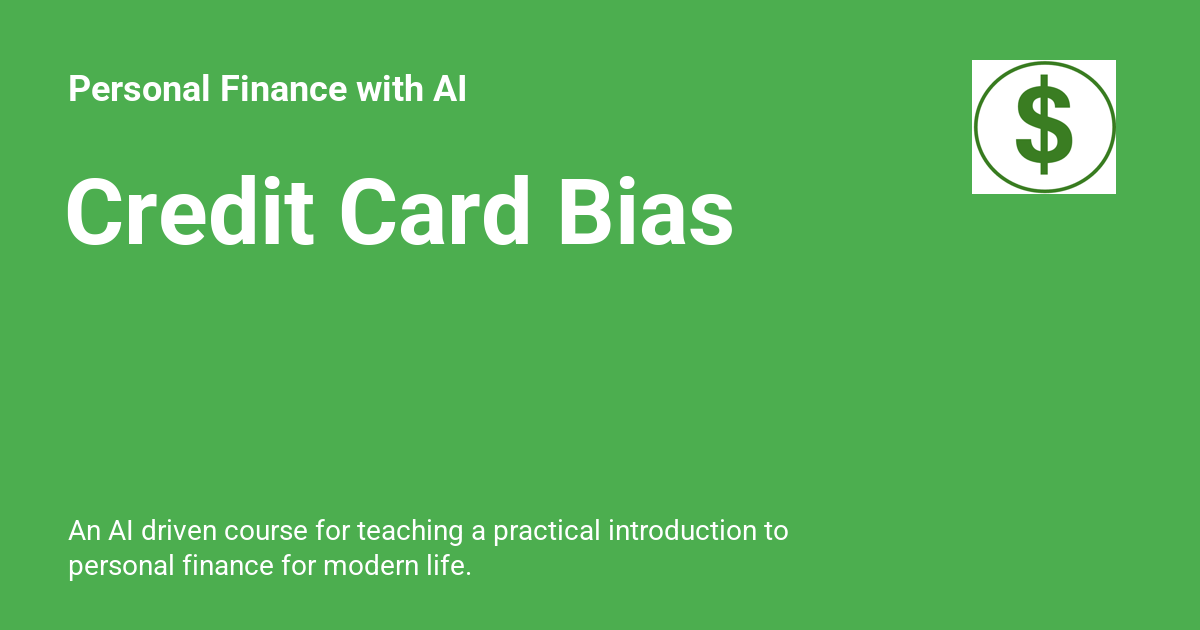 Personal Finance with AI
$
Credit Card Bias
An AI driven course for teaching a practical introduction to
personal finance for modern life.